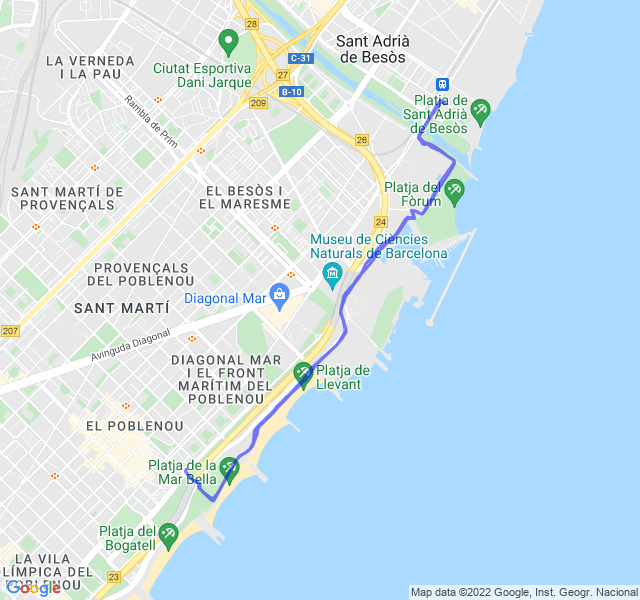 28
LA VERNEDA
I LA PAU
Ciutat Esportiva
Dani Jarque
C-31
27
B-10
209
Sant Adrià
de Besòs
Rambla de Prim
Platja de
Sant Adrià
de Besòs
26
SANT MARTÍ DE
PROVENÇALS
EL BESÒS I
EL MARESME
Platja del
Fòrum
24
Museu de Ciències
Naturals de Barcelona
PROVENÇALS
DEL POBLENOU
SANT MARTÍ
Diagonal Mar
207
Avinguda Diagonal
DIAGONAL MAR
I EL FRONT
MARÍTIM DEL
POBLENOU
Platja de
Llevant
EL POBLENOU
Platja de la
Mar Bella
Platja del
Bogatell
LA VILA
OLÍMPICA DEL
POBLENOU
23
Google
Map data ©2022 Google, Inst. Geogr. Nacional